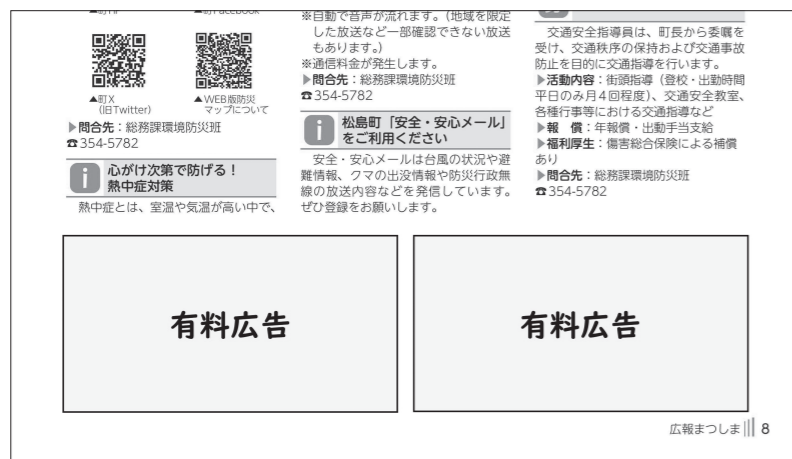 ▲町X
(旧Twitter)
▲WEB版防災
マップについて
▶問合先：総務課環境防災班
☎354-5782
i 心がけ次第で防げる！
熱中症対策
熱中症とは、室温や気温が高い中で、
※自動で音声が流れます。(地域を限定
した放送など一部確認できない放送
もあります。)
※通信料金が発生します。
▶問合先：総務課環境防災班
☎354-5782
i 松島町「安全・安心メール」
をご利用ください
安全・安心メールは台風の状況や避
難情報、クマの出没情報や防災行政無
線の放送内容などを発信しています。
ぜひ登録をお願いします。
交通安全指導員は、町長から委嘱を
受け、交通秩序の保持および交通事故
防止を目的に交通指導を行います。
▶活動内容：街頭指導（登校・出勤時間
平日のみ月4回程度）、交通安全教室、
各種行事等における交通指導など
▶報　償：年報償・出動手当支給
▶福利厚生：傷害総合保険による補償
あり
▶問合先：総務課環境防災班
☎354-5782
有料広告
有料広告
広報まつしま 8